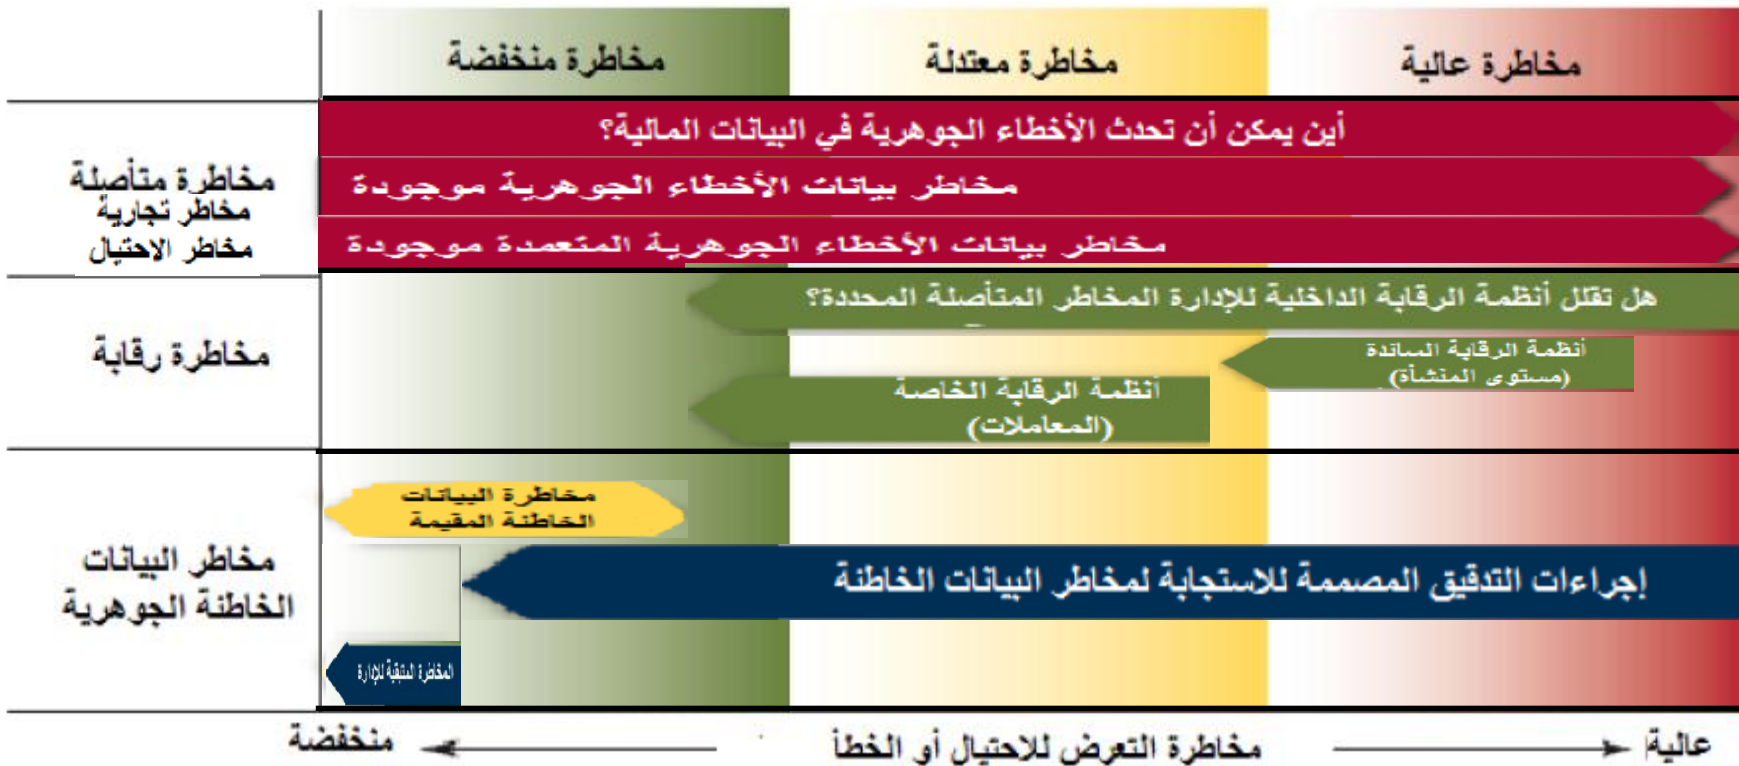 مخاطرة عالية
مخاطرة معتدلة
مخاطرة منخفضة
مخاطرة متأصلة
مخاطر تجارية
مخاطر الاحتيال
أين يمكن أن تحدث الأخطاء الجوهرية في البيانات المالية؟
مخاطر بيانات الأخطاء الجوهرية موجودة
مخاطر بيانات الأخطاء الجوهرية المتعمدة موجودة
مخاطرة رقابة
هل تقلل أنظمة الرقابة الداخلية للإدارة المخاطر المتأصلة المحددة؟
أنظمة الرقابة السائدة
(مستوى المنشأة)
أنظمة الرقابة الخاصة
(المعاملات)
مخاطر البيانات
الخاطئة الجوهرية
مخاطرة البيانات
الخاطئة المقيمة
إجراءات التدقيق المصممة للاستجابة لمخاطر البيانات الخاطئة
المخاطرة المتبقية للإدارة
عالية
مخاطرة التعرض للاحتيال أو الخطأ
منخفضة